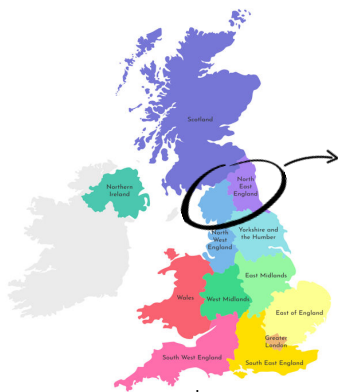 Scotland
Northern
Ireland
North
East
England
North
West
England
Yorkshire and
the Humber
East Midlands
Wales
West Midlands
East of England
Greater
London
South West England
South East England